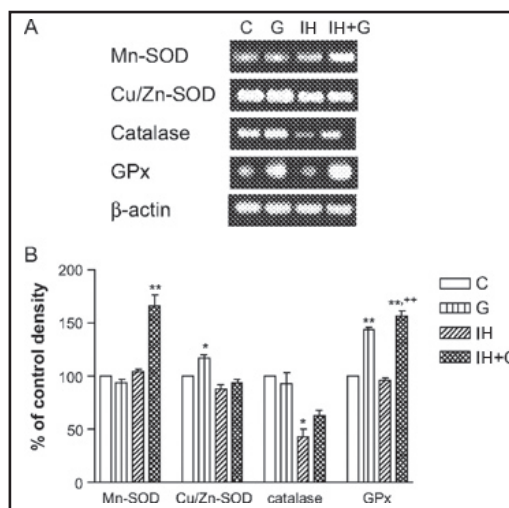 A
C G IH IH+G
Mn-SOD
Cu/Zn-SOD
Catalase
GPx
β-actin
B
% of control density
200
150
100
50
0
**
*
*
**
**,++
Mn-SOD Cu/Zn-SOD catalase GPx
C
G
IH
IH+G